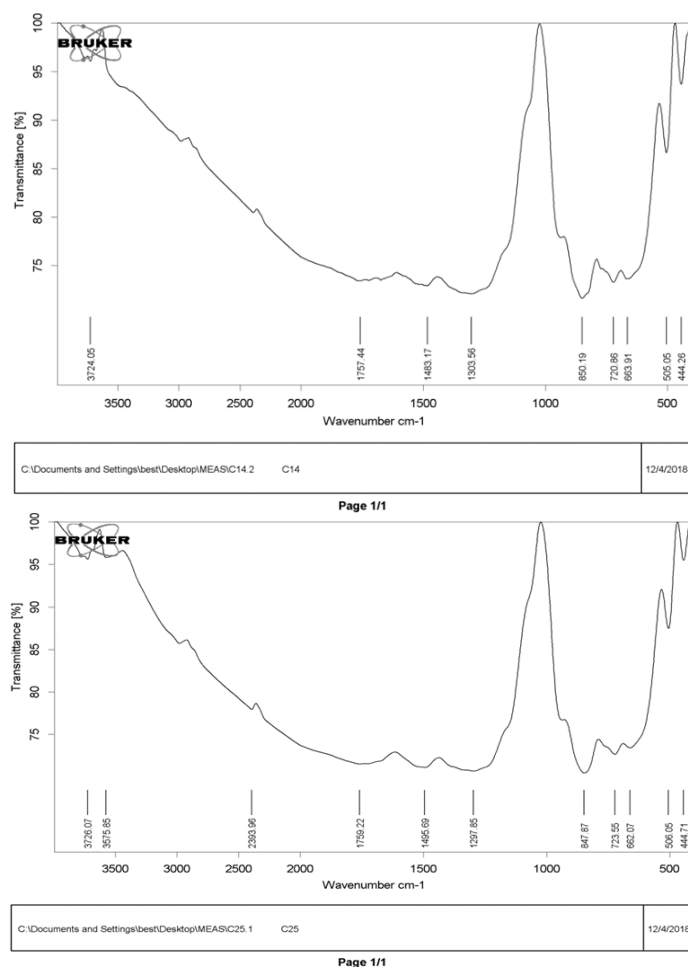 BRUKER
Transmittance [%]
100
95
90
85
80
75
3724.05
1757.44
1483.17
1303.56
850.19
720.86
663.91
505.05
444.26
3500 3000 2500 2000 1500 1000 500
Wavenumber cm-1
C:\Documents and Settings\best\Desktop\MEAS\C14.2 C14 12/4/2018
Page 1/1
BRUKER
Transmittance [%]
100
95
90
85
80
75
3726.07
3575.85
2393.96
1759.22
1495.69
1297.85
847.87
723.55
662.07
506.05
444.71
3500 3000 2500 2000 1500 1000 500
Wavenumber cm-1
C:\Documents and Settings\best\Desktop\MEAS\C25.1 C25 12/4/2018
Page 1/1